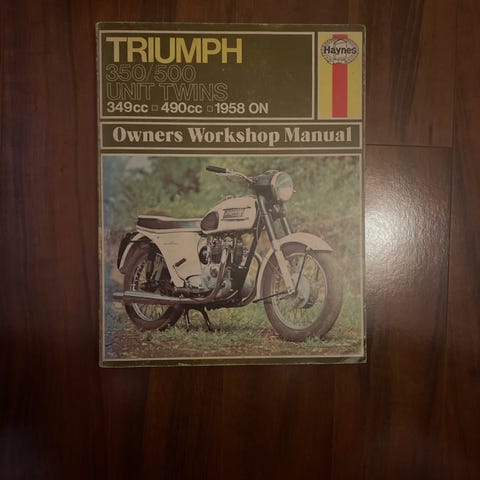 TRIUMPH
350/500
UNIT TWINS
349cc □ 490cc □ 1958 ON
Haynes
Owners Workshop Manual